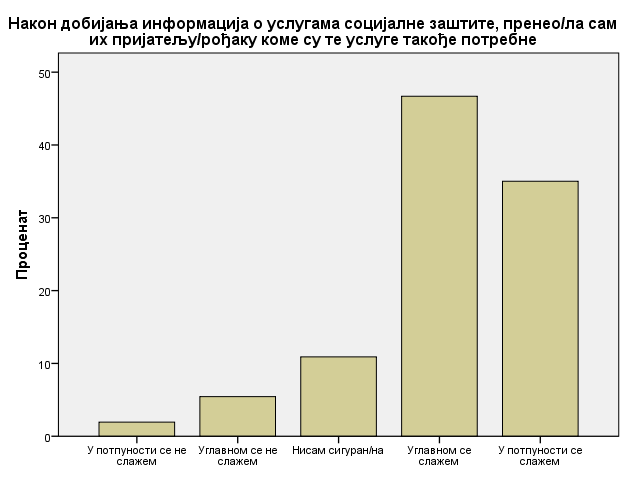 Након добијања информација о услугама социјалне заштите, пренео/ла сам
их пријатељу/рођаку коме су те услуге такође потребне
Проценат
50
40
30
20
10
0
У потпуности се не
слажем
Углавном се не
слажем
Нисам сигуран/на
Углавном се
слажем
У потпуности се
слажем